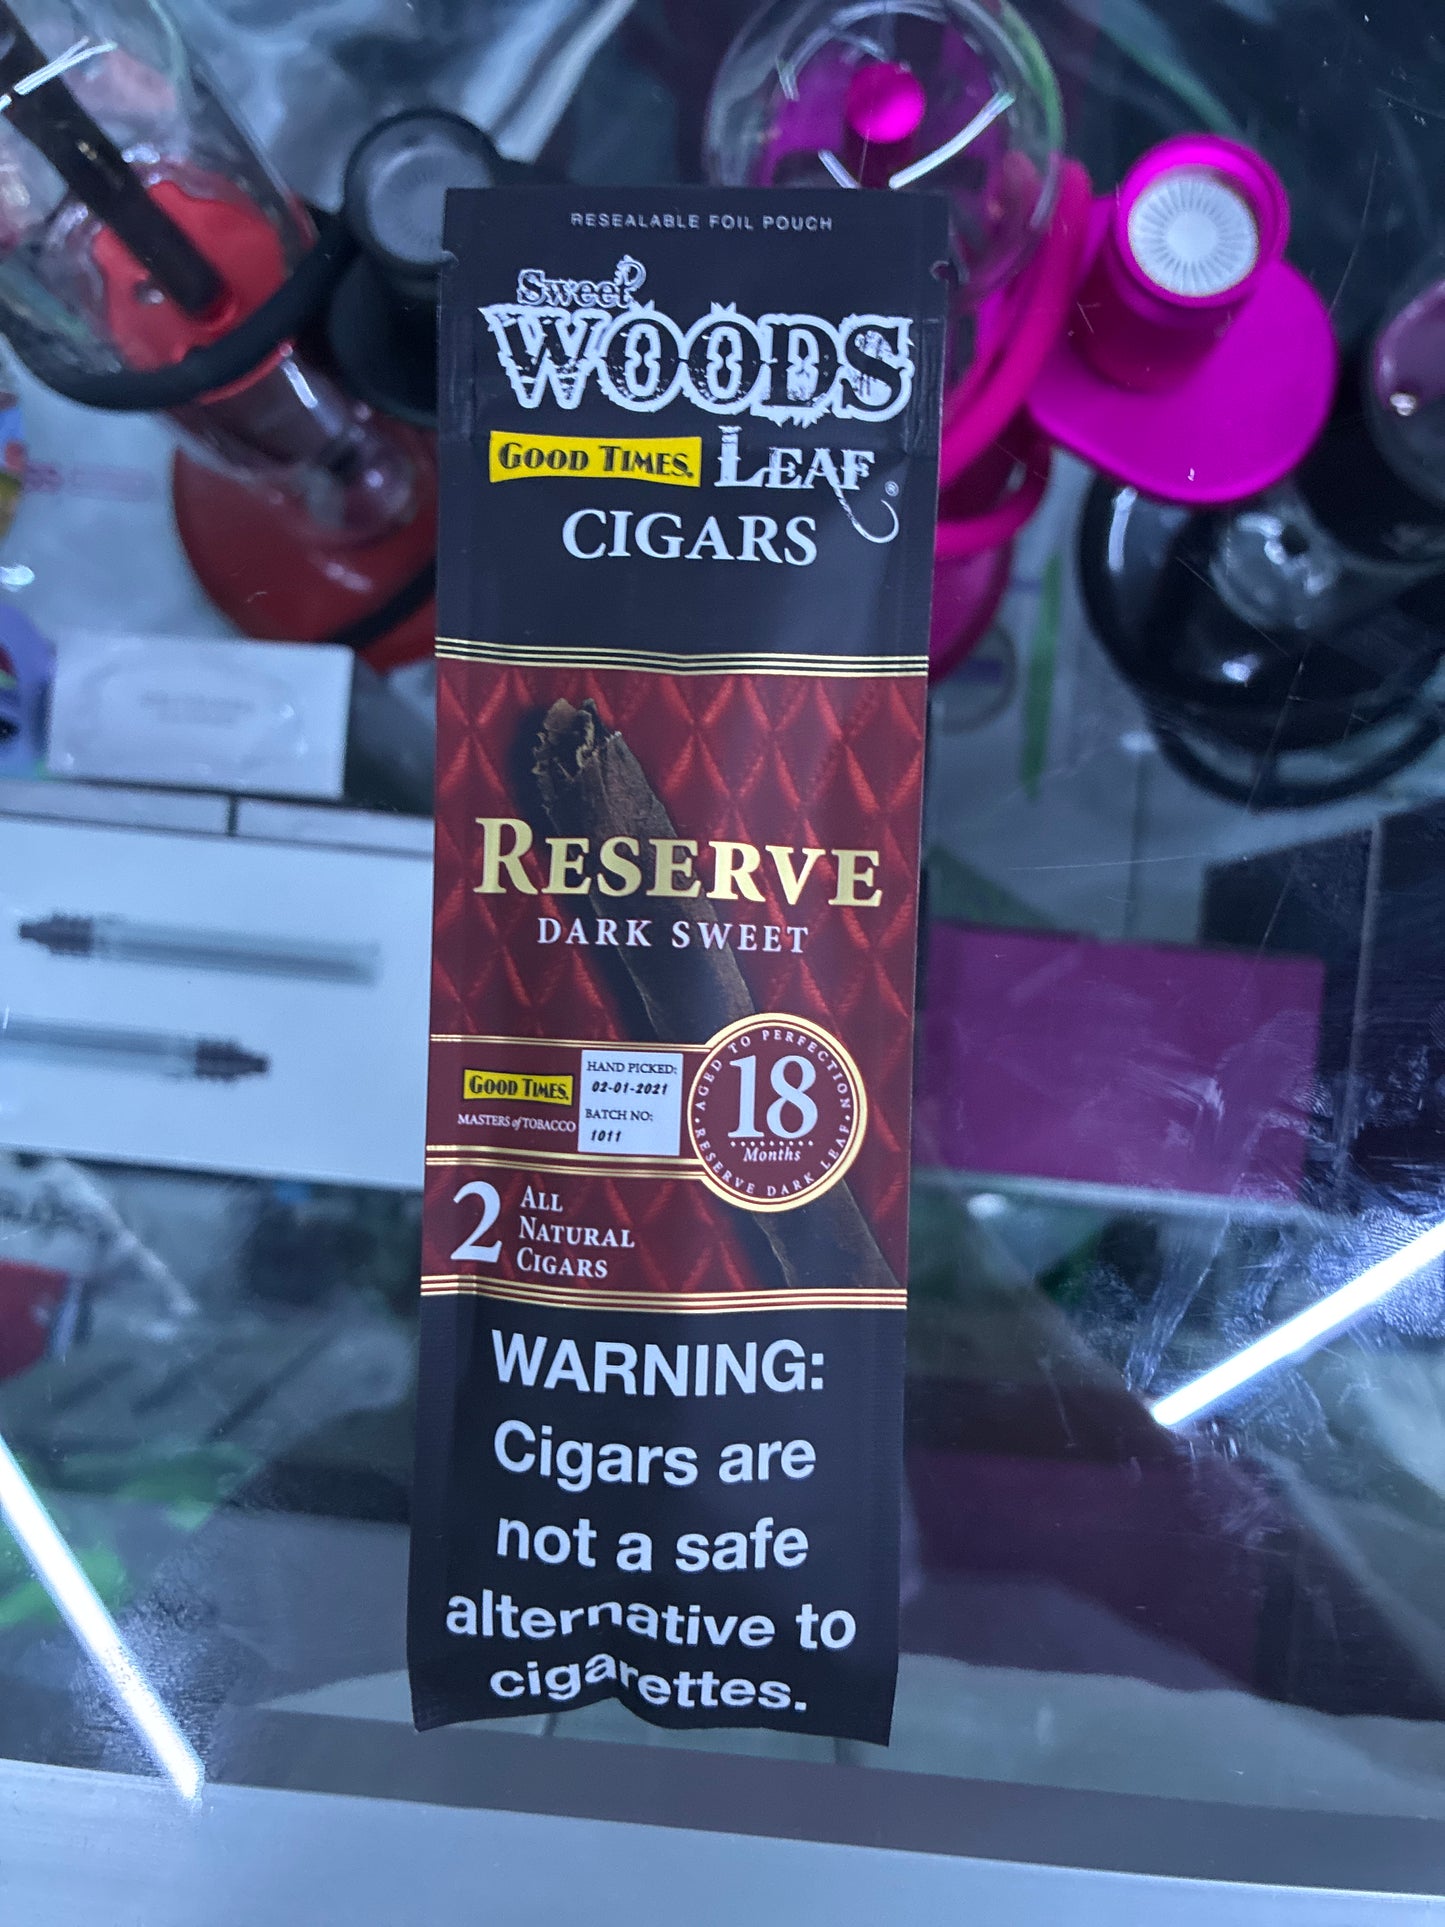 RESEALABLE FOIL POUCH
Sweet
WOODS
GOOD TIMES. LEAF®
CIGARS
RESERVE
DARK SWEET
GOOD TIMES.
MASTERS of TOBACCO
HAND PICKED:
02-01-2021
BATCH NO:
1011
AGED TO PERFECTION
18
Months
RESERVE DARK LEAF
2 ALL
NATURAL
CIGARS
WARNING:
Cigars are
not a safe
alternative to
cigarettes.